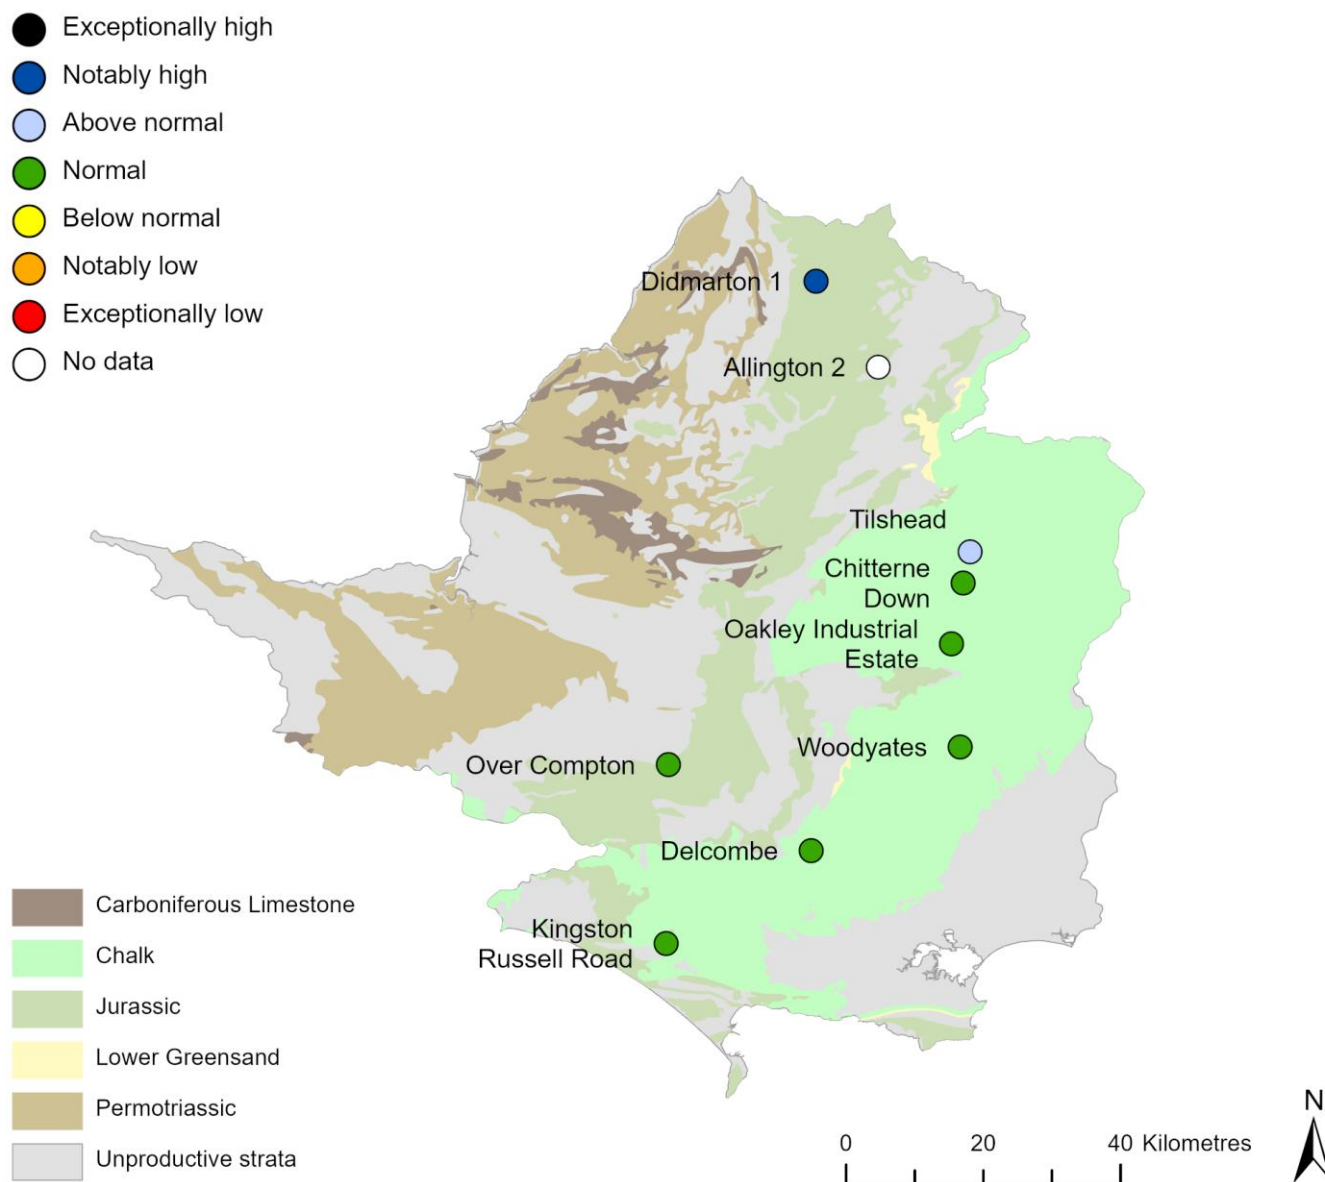 Exceptionally high
Notably high
Above normal
Normal
Below normal
Notably low
Exceptionally low
No data
Didmarton 1
Allington 2
Tilshead
Chitterne
Down
Oakley Industrial
Estate
Woodyates
Over Compton
Delcombe
Kingston
Russell Road
Carboniferous Limestone
Chalk
Jurassic
Lower Greensand
Permotriassic
Unproductive strata
0 20 40 Kilometres
N